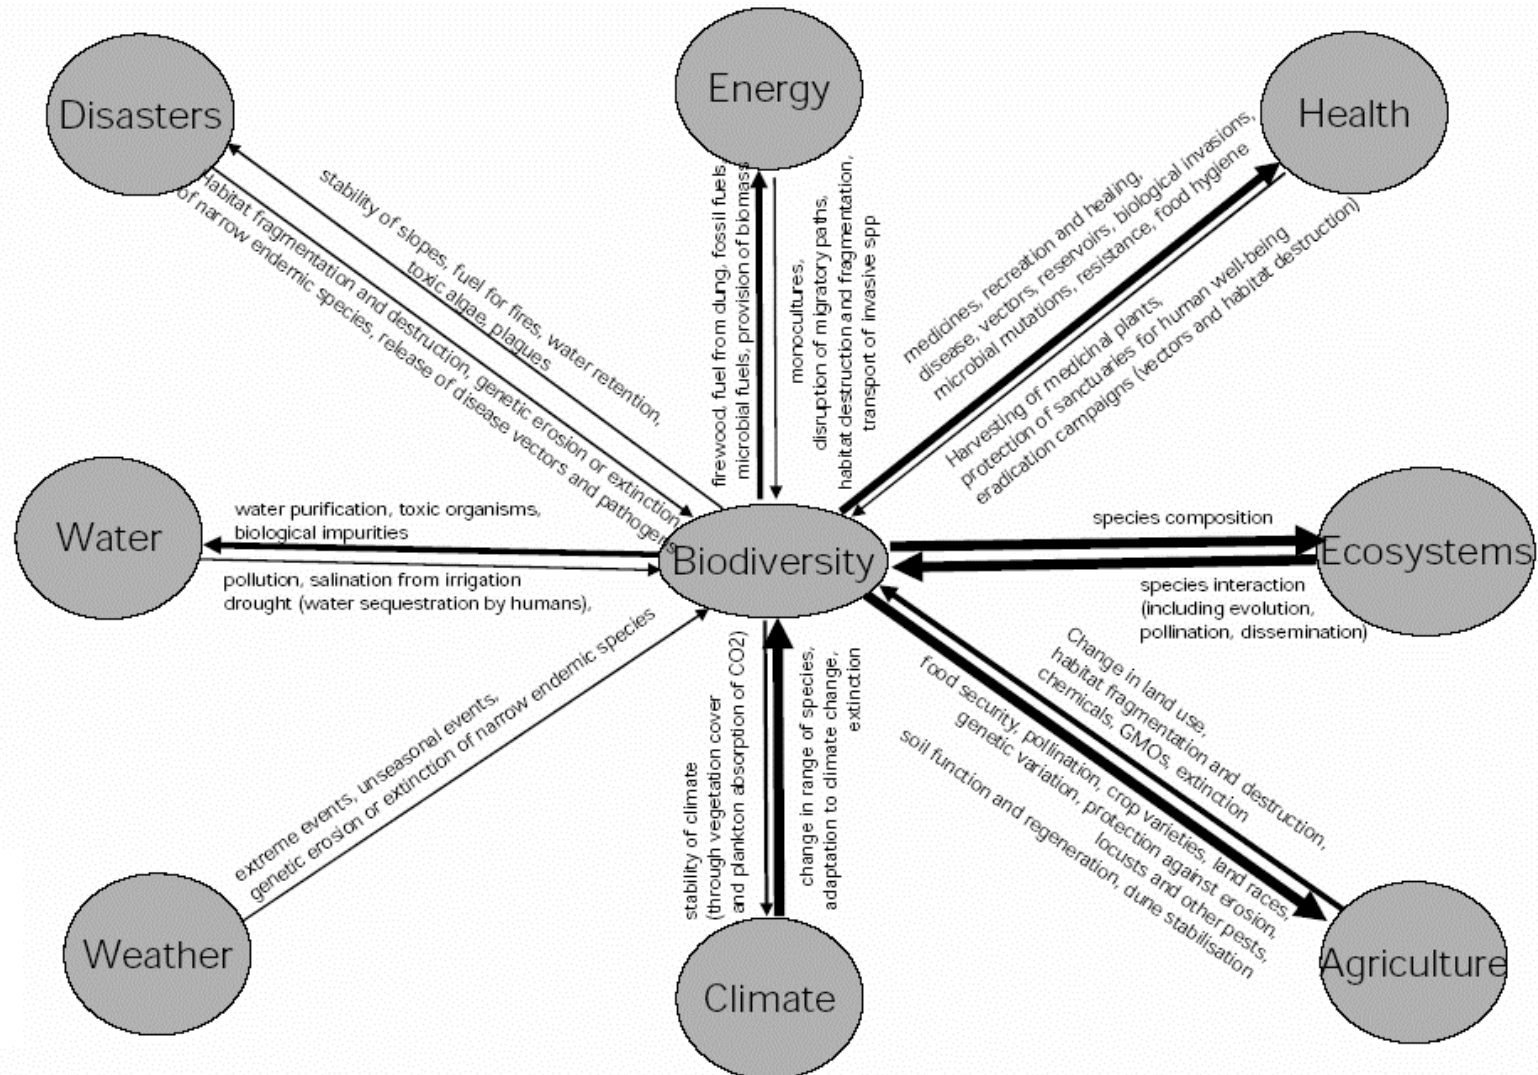 Disasters
Energy
Health
stability of slopes, fuel for fires, water retention,
toxic algae, plagues
Habitat fragmentation and destruction, genetic erosion or extinction
of narrow endemic species, release of disease vectors and pathogens
firewood, fuel from dung, fossil fuels,
microbial fuels, provision of biomass
monocultures,
disruption of migratory paths,
habitat destruction and fragmentation,
transport of invasive spp
medicines, recreation and healing,
disease, vectors, reservoirs, biological invasions,
microbial mutations, resistance, food hygiene
Harvesting of medicinal plants,
protection of sanctuaries for human well-being
eradication campaigns (vectors and habitat destruction)
Water
water purification, toxic organisms,
biological impurities
pollution, salination from irrigation
drought (water sequestration by humans),
Biodiversity
species composition
Ecosystems
species interaction
(including evolution,
pollination, dissemination)
extreme events, unseasonal events,
genetic erosion or extinction of narrow endemic species
stability of climate
(through vegetation cover
and plankton absorption of CO2)
change in range of species,
adaptation to climate change,
extinction
Change in land use,
habitat fragmentation and destruction,
chemicals, GMOs, extinction
food security, pollination, crop varieties, land races,
genetic variation, protection against erosion,
locusts and other pests,
soil function and regeneration, dune stabilisation
Weather
Climate
Agriculture